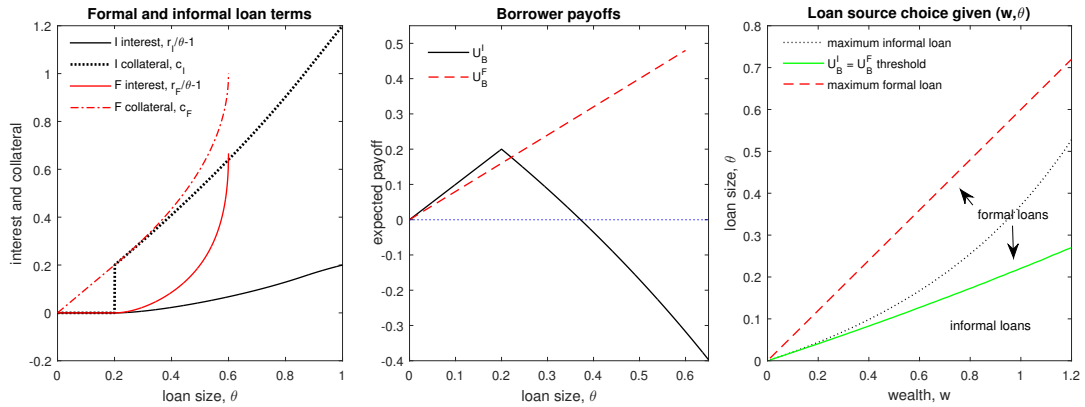 Formal and informal loan terms
I interest, r_I/θ-1
I collateral, c_I
F interest, r_F/θ-1
F collateral, c_F
interest and collateral
1.2
1
0.8
0.6
0.4
0.2
0
-0.2
0 0.2 0.4 0.6 0.8 1
loan size, θ
Borrower payoffs
U_B^I
U_B^F
expected payoff
0.5
0.4
0.3
0.2
0.1
0
-0.1
-0.2
-0.3
-0.4
0 0.1 0.2 0.3 0.4 0.5 0.6
loan size, θ
Loan source choice given (w,θ)
maximum informal loan
U_B^I = U_B^F threshold
maximum formal loan
formal loans
informal loans
loan size, θ
0.8
0.7
0.6
0.5
0.4
0.3
0.2
0.1
0
0 0.2 0.4 0.6 0.8 1 1.2
wealth, w